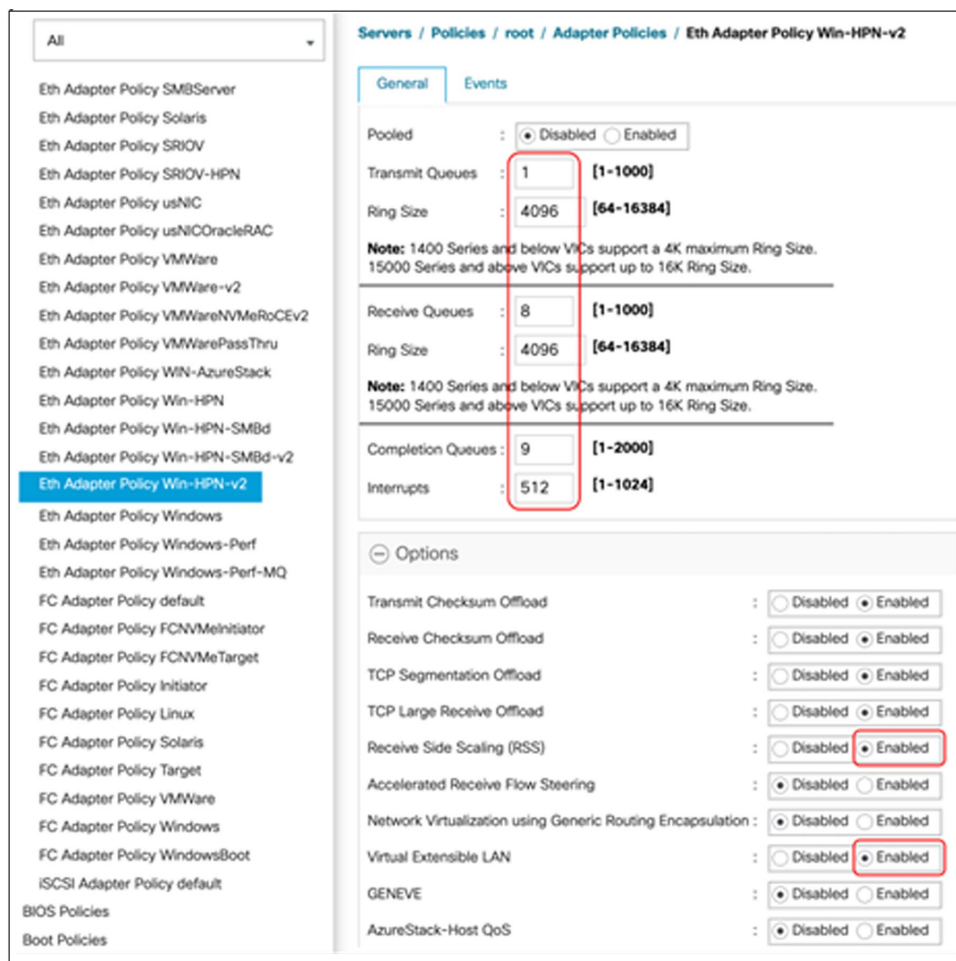 All
Eth Adapter Policy SMBServer
Eth Adapter Policy Solaris
Eth Adapter Policy SRIOV
Eth Adapter Policy SRIOV-HPN
Eth Adapter Policy usNIC
Eth Adapter Policy usNICOracleRAC
Eth Adapter Policy VMWare
Eth Adapter Policy VMWare-v2
Eth Adapter Policy VMWareNVMeRoCEv2
Eth Adapter Policy VMWarePassThru
Eth Adapter Policy WIN-AzureStack
Eth Adapter Policy Win-HPN
Eth Adapter Policy Win-HPN-SMBd
Eth Adapter Policy Win-HPN-SMBd-v2
Eth Adapter Policy Win-HPN-v2
Eth Adapter Policy Windows
Eth Adapter Policy Windows-Perf
Eth Adapter Policy Windows-Perf-MQ
FC Adapter Policy default
FC Adapter Policy FCNVMeInitiator
FC Adapter Policy FCNVMeTarget
FC Adapter Policy Initiator
FC Adapter Policy Linux
FC Adapter Policy Solaris
FC Adapter Policy Target
FC Adapter Policy VMWare
FC Adapter Policy Windows
FC Adapter Policy WindowsBoot
iSCSI Adapter Policy default
BIOS Policies
Boot Policies
Servers / Policies / root / Adapter Policies / Eth Adapter Policy Win-HPN-v2
General Events
Pooled : Disabled Enabled
Transmit Queues : 1 [1-1000]
Ring Size : 4096 [64-16384]
Note: 1400 Series and below VICs support a 4K maximum Ring Size.
15000 Series and above VICs support up to 16K Ring Size.
Receive Queues : 8 [1-1000]
Ring Size : 4096 [64-16384]
Note: 1400 Series and below VICs support a 4K maximum Ring Size.
15000 Series and above VICs support up to 16K Ring Size.
Completion Queues : 9 [1-2000]
Interrupts : 512 [1-1024]
Options
Transmit Checksum Offload : Disabled Enabled
Receive Checksum Offload : Disabled Enabled
TCP Segmentation Offload : Disabled Enabled
TCP Large Receive Offload : Disabled Enabled
Receive Side Scaling (RSS) : Disabled Enabled
Accelerated Receive Flow Steering : Disabled Enabled
Network Virtualization using Generic Routing Encapsulation : Disabled Enabled
Virtual Extensible LAN : Disabled Enabled
GENEVE : Disabled Enabled
AzureStack-Host QoS : Disabled Enabled